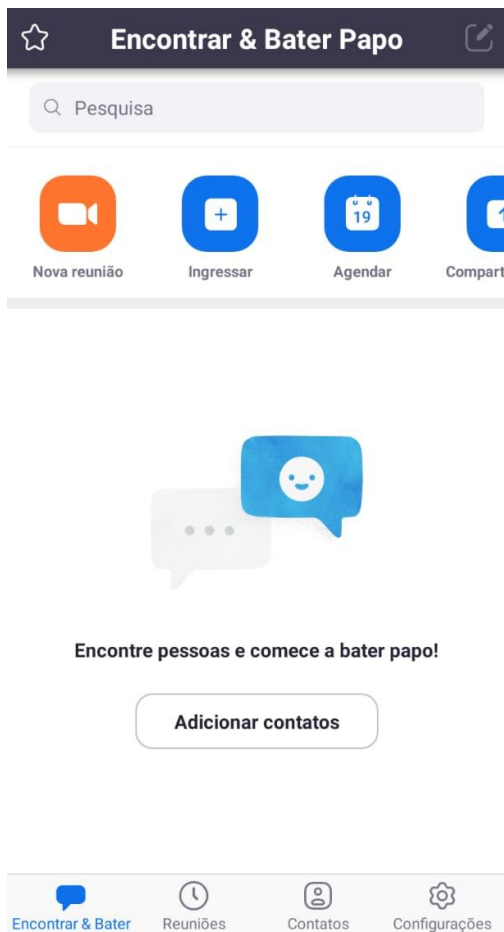 Encontrar & Bater Papo
Pesquisa
19
Nova reunião
Ingressar
Agendar
Compart
Encontre pessoas e comece a bater papo!
Adicionar contatos
Encontrar & Bater
Reuniões
Contatos
Configurações